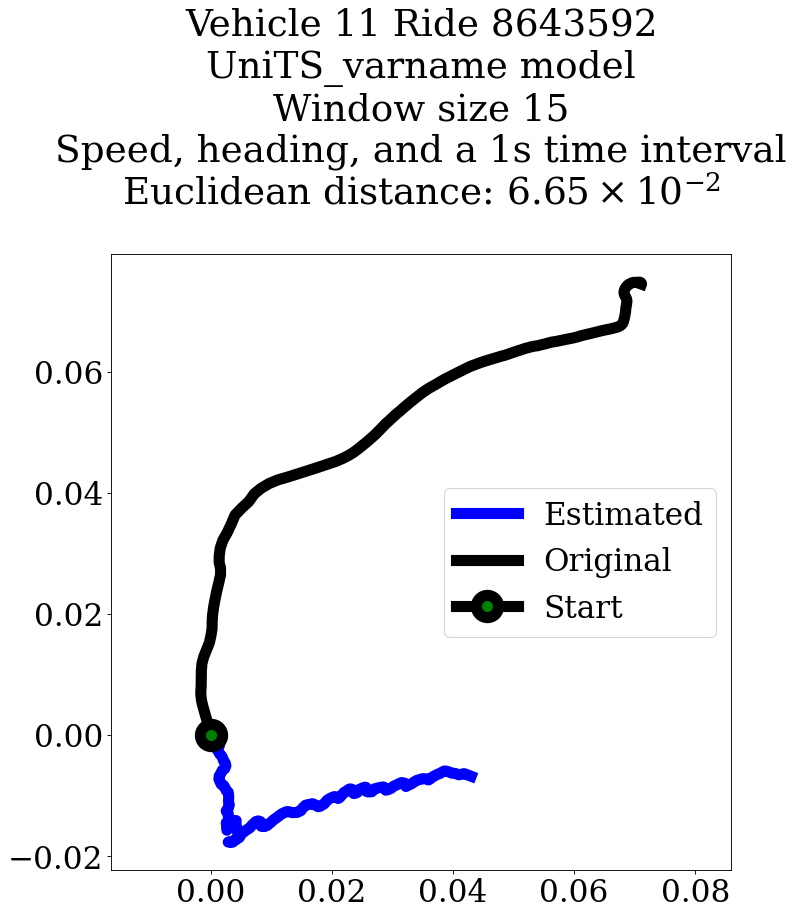 Vehicle 11 Ride 8643592
UniTS_varname model
Window size 15
Speed, heading, and a 1s time interval
Euclidean distance: 6.65 × 10⁻²
0.06
0.04
0.02
0.00
−0.02
Estimated
Original
Start
0.00 0.02 0.04 0.06 0.08